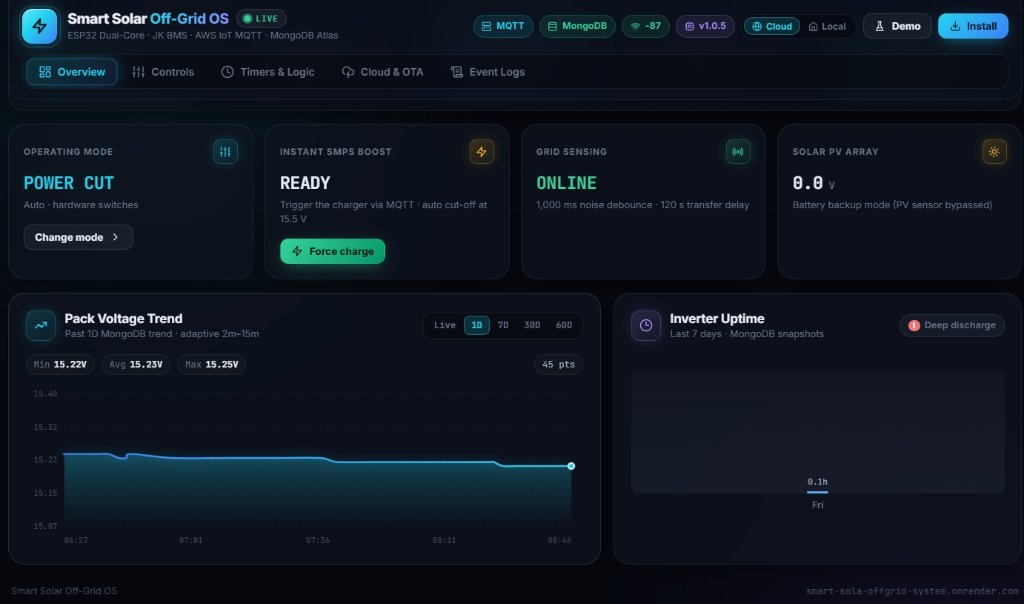 Smart Solar Off-Grid OS LIVE
ESP32 Dual-Core · JK BMS · AWS IoT MQTT · MongoDB Atlas
MQTT MongoDB -87 v1.0.5 Cloud Local Demo Install
Overview Controls Timers & Logic Cloud & OTA Event Logs
OPERATING MODE
POWER CUT
Auto · hardware switches
Change mode
INSTANT SMPS BOOST
READY
Trigger the charger via MQTT · auto cut-off at
15.5 V
Force charge
GRID SENSING
ONLINE
1,000 ms noise debounce · 120 s transfer delay
SOLAR PV ARRAY
0.0 V
Battery backup mode (PV sensor bypassed)
Pack Voltage Trend
Past 1D MongoDB trend · adaptive 2m–15m
Live 1D 7D 30D 60D
Min 15.22V Avg 15.23V Max 15.25V 45 pts
15.40
15.32
15.23
15.15
15.07
06:27 07:01 07:36 08:11 08:46
Inverter Uptime
Last 7 days · MongoDB snapshots
Deep discharge
0.1h
Fri
Smart Solar Off-Grid OS
smart-sola-offgrid-system.onrender.com